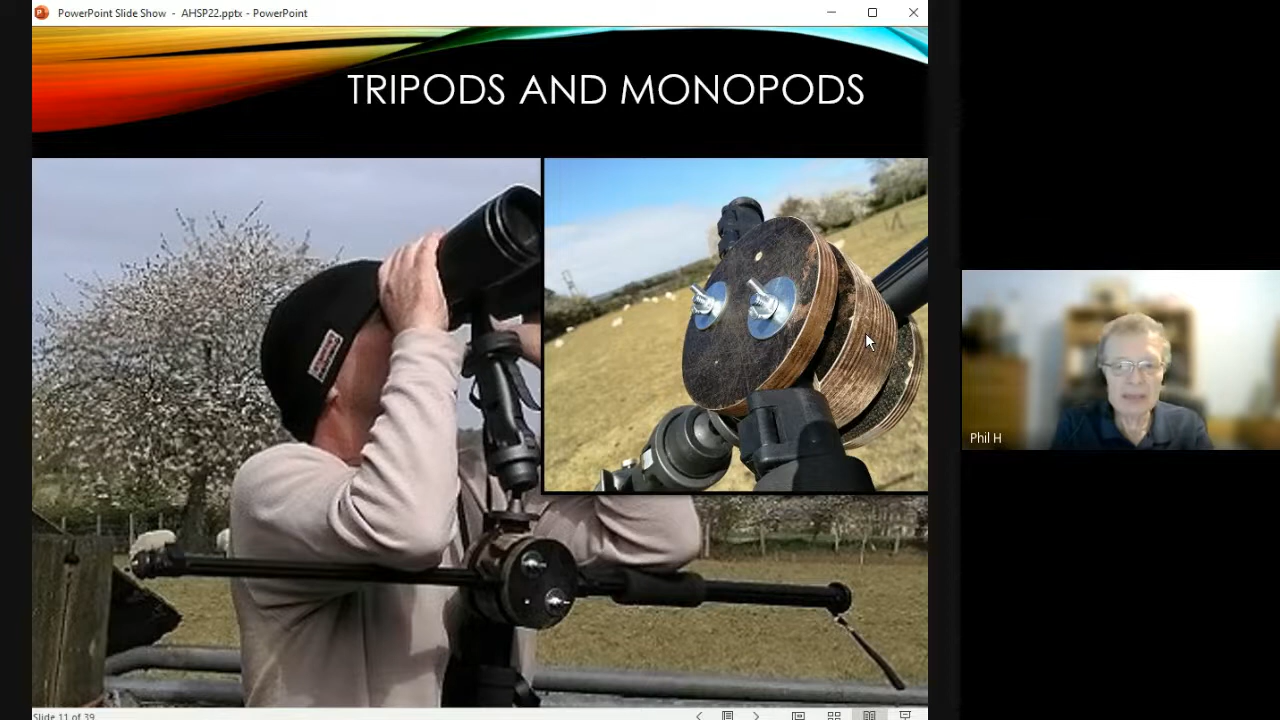 PowerPoint Slide Show - AHSP22.pptx - PowerPoint
TRIPODS AND MONOPODS
Phil H
Slide 11 of 39